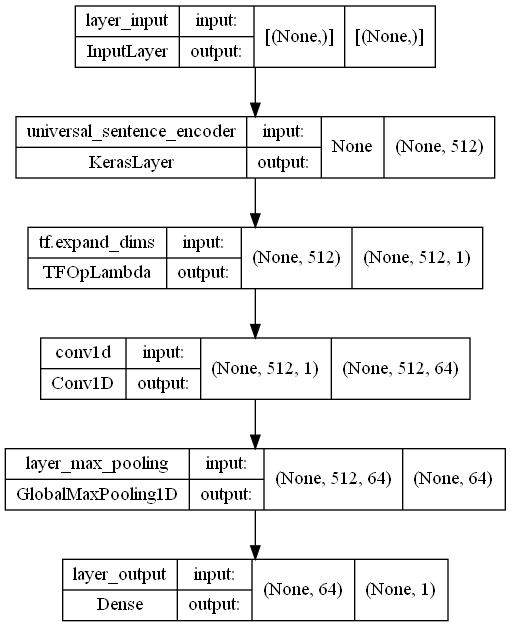 layer_input input: [(None,)] [(None,)]
InputLayer output:
universal_sentence_encoder input: None (None, 512)
KerasLayer output:
tf.expand_dims input: (None, 512) (None, 512, 1)
TFOpLambda output:
conv1d input: (None, 512, 1) (None, 512, 64)
Conv1D output:
layer_max_pooling input: (None, 512, 64) (None, 64)
GlobalMaxPooling1D output:
layer_output input: (None, 64) (None, 1)
Dense output: